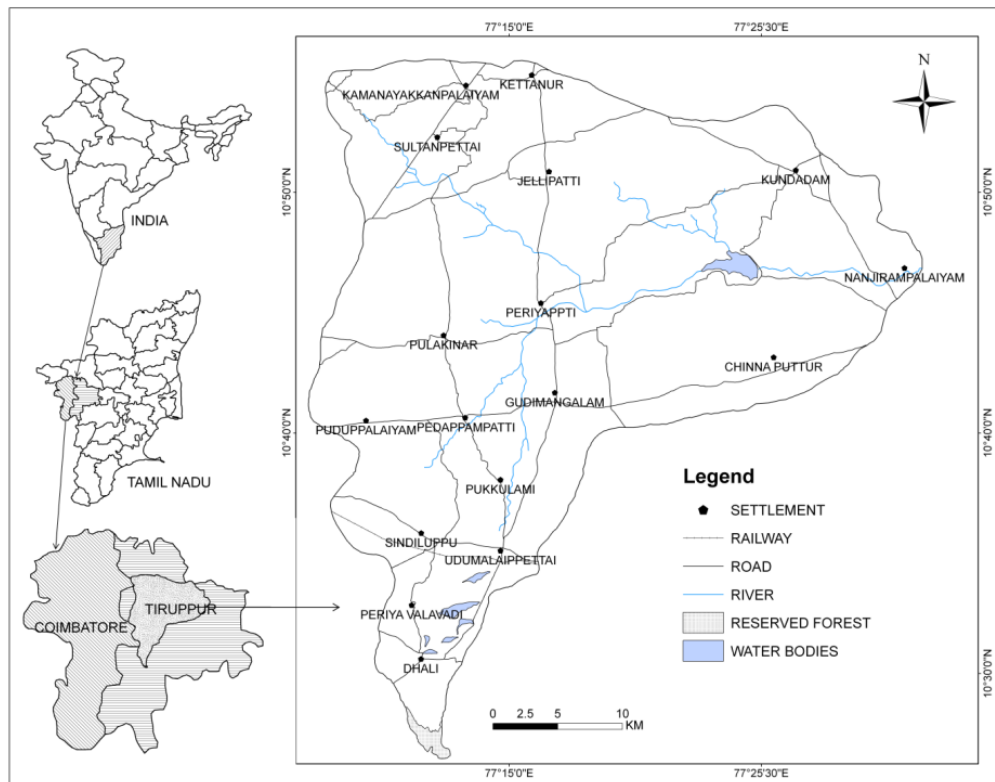 77°15'0"E
77°25'30"E
N
KETTANUR
KAMANAYAKKANPALAIYAM
SULTANPETTAI
JELLIPATTI
KUNDADAM
10°50'0"N
10°50'0"N
INDIA
NANJIRAMPALAIYAM
PERIYAPPTI
PULAKINAR
CHINNA PUTTUR
GUDIMANGALAM
PUDUPPALAIYAM
PEDAPPAMPATTI
10°40'0"N
10°40'0"N
TAMIL NADU
PUKKULAMI
SINDILUPPU
UDUMALAIPPETTAI
Legend
SETTLEMENT
RAILWAY
ROAD
RIVER
RESERVED FOREST
WATER BODIES
TIRUPPUR
COIMBATORE
PERIYA VALAVADI
DHALI
10°30'0"N
10°30'0"N
0 2.5 5 10
KM
77°15'0"E
77°25'30"E